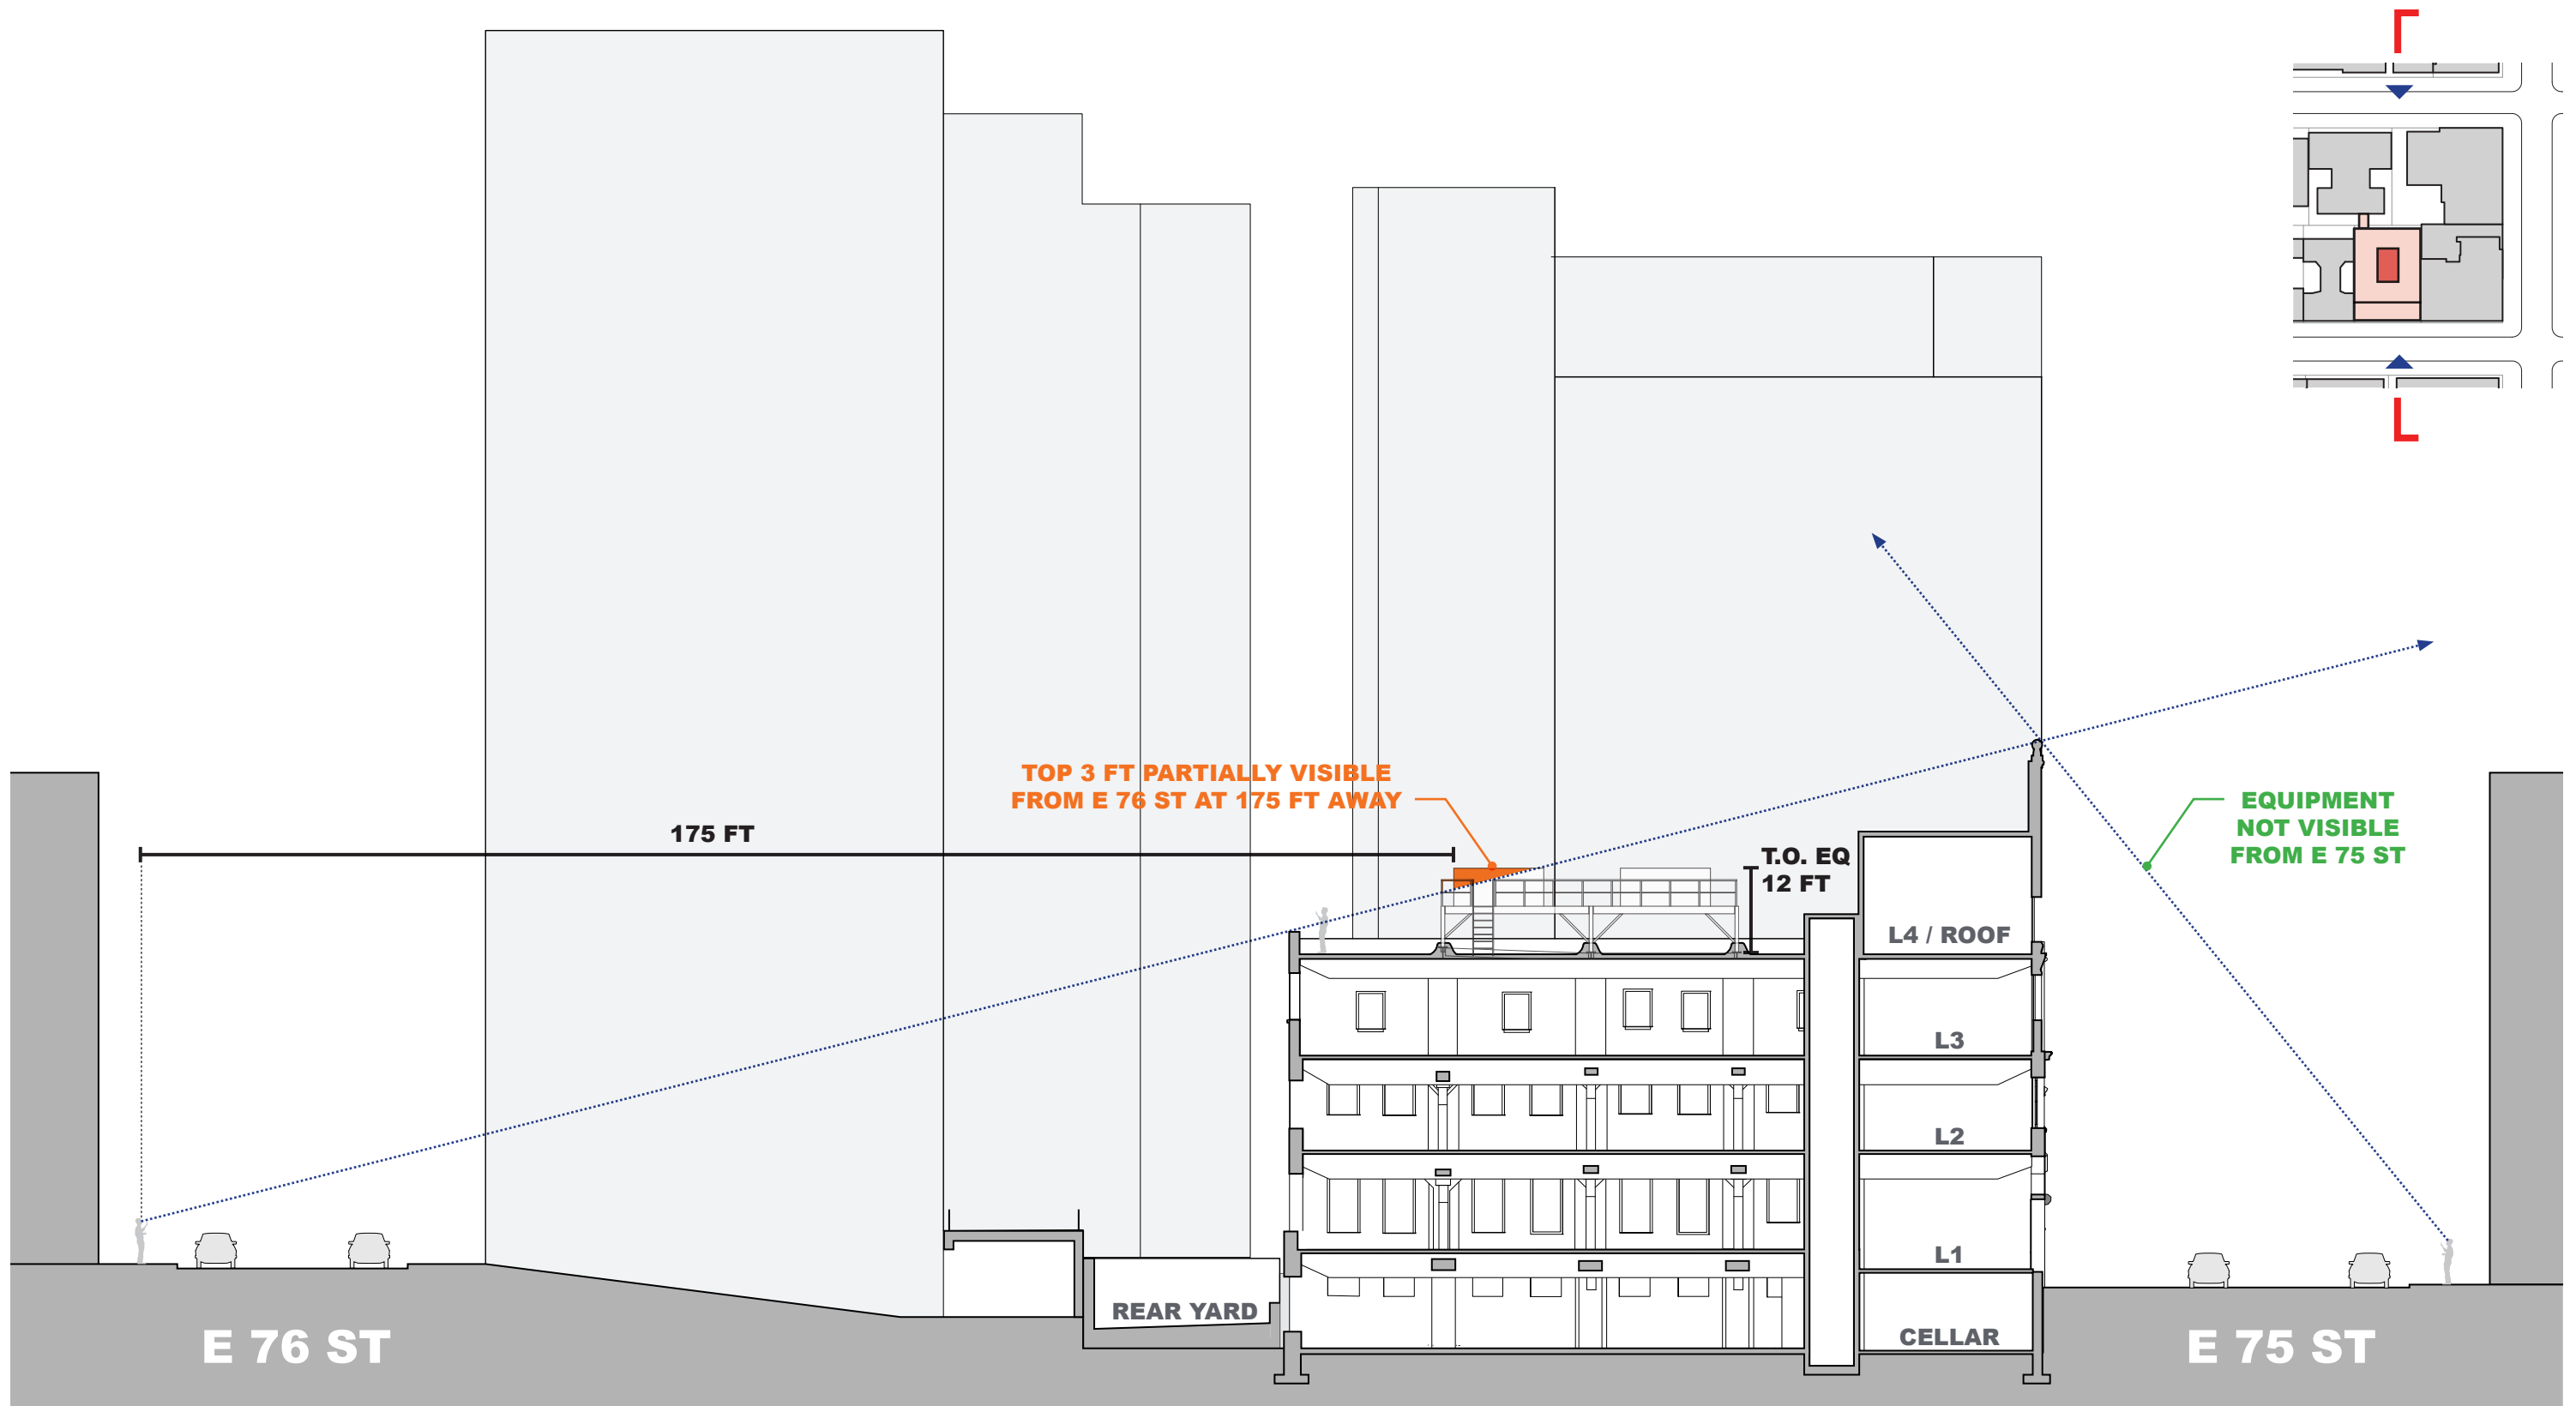 TOP 3 FT PARTIALLY VISIBLE
FROM E 76 ST AT 175 FT AWAY
175 FT
T.O. EQ
12 FT
EQUIPMENT
NOT VISIBLE
FROM E 75 ST
L4 / ROOF
L3
L2
L1
REAR YARD
CELLAR
E 76 ST
E 75 ST